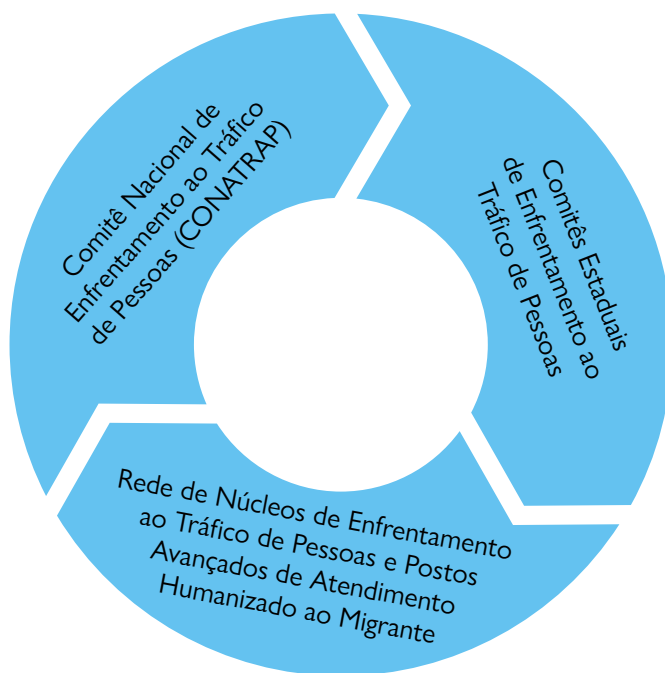 Comitê Nacional de
Enfrentamento ao Tráfico
de Pessoas (CONATRAP)
Comitês Estaduais
de Enfrentamento ao
Tráfico de Pessoas
Rede de Núcleos de Enfrentamento
ao Tráfico de Pessoas e Postos
Avançados de Atendimento
Humanizado ao Migrante